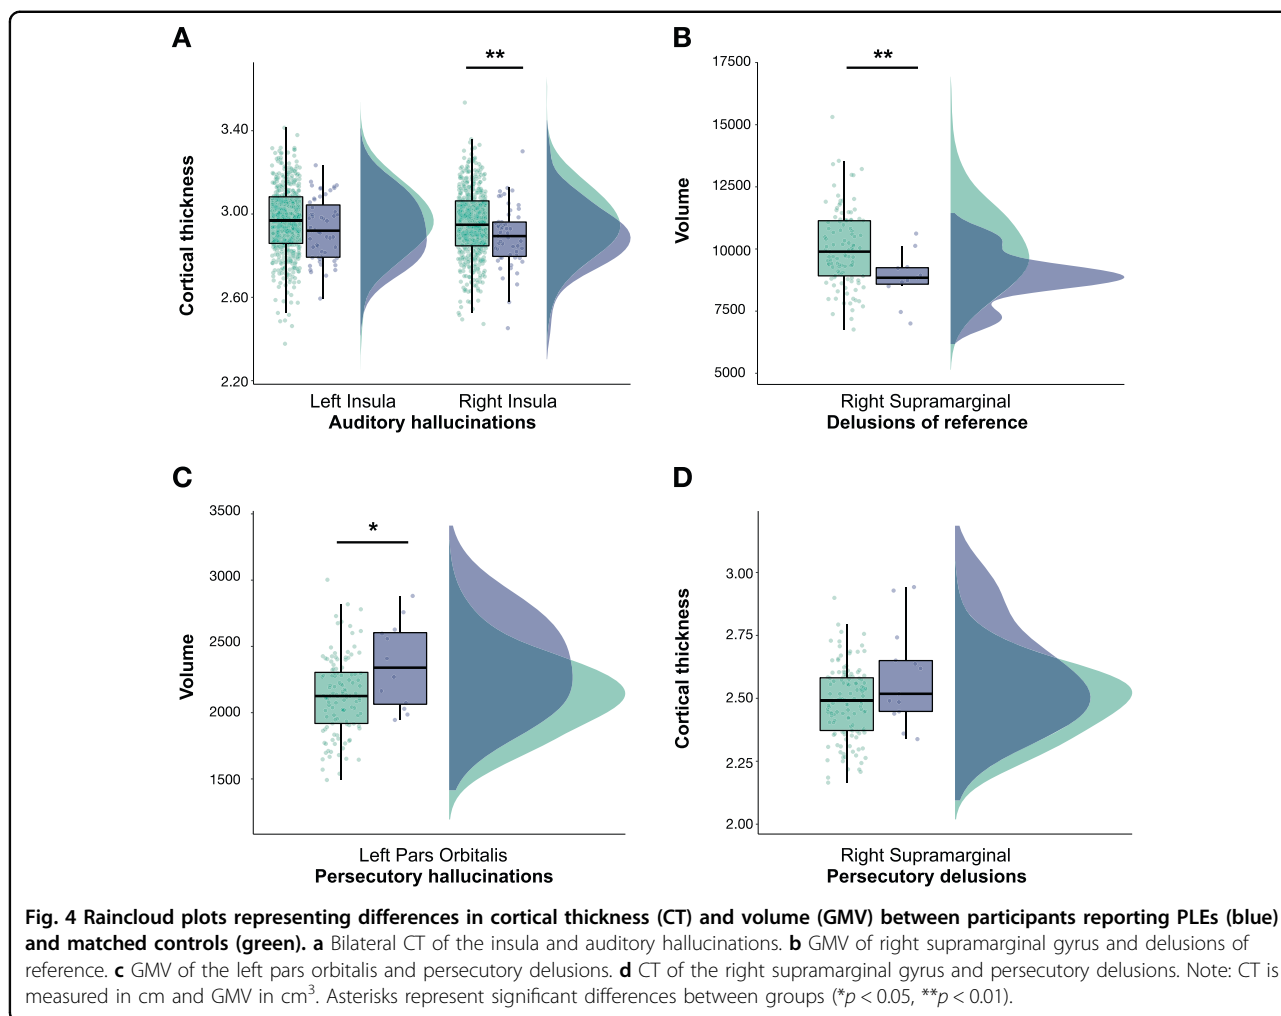 A
**
Cortical thickness
3.40
3.00
2.60
2.20
Left Insula
Right Insula
Auditory hallucinations
B
**
Volume
17500
15000
12500
10000
7500
5000
Right Supramarginal
Delusions of reference
C
*
Volume
3500
3000
2500
2000
1500
Left Pars Orbitalis
Persecutory hallucinations
D
Cortical thickness
3.00
2.75
2.50
2.25
2.00
Right Supramarginal
Persecutory delusions
Fig. 4 Raincloud plots representing differences in cortical thickness (CT) and volume (GMV) between participants reporting PLEs (blue)
and matched controls (green). a Bilateral CT of the insula and auditory hallucinations. b GMV of right supramarginal gyrus and delusions of
reference. c GMV of the left pars orbitalis and persecutory delusions. d CT of the right supramarginal gyrus and persecutory delusions. Note: CT is
measured in cm and GMV in cm³. Asterisks represent significant differences between groups (*p < 0.05, **p < 0.01).